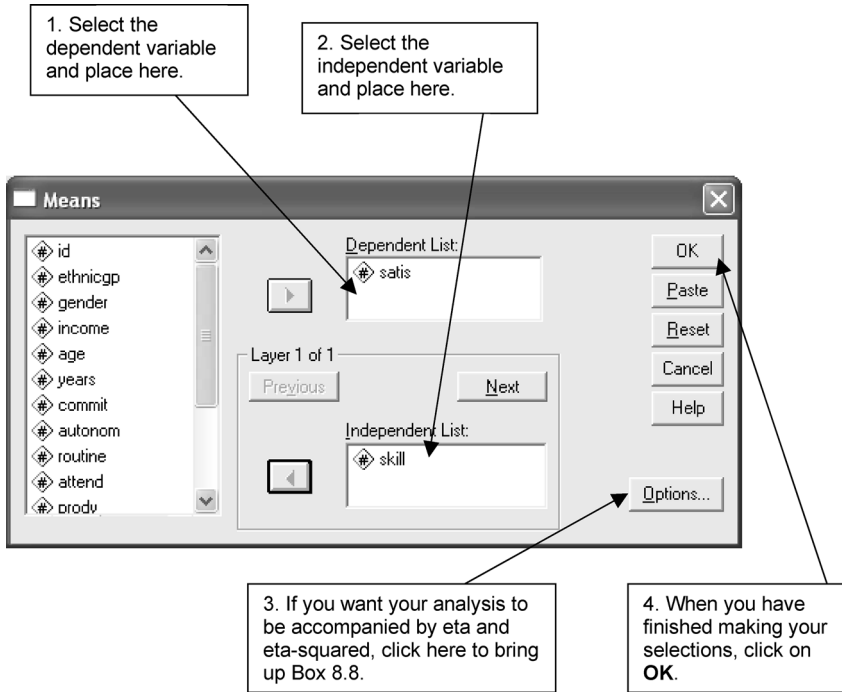 1. Select the
dependent variable
and place here.
2. Select the
independent variable
and place here.
Means
id
ethnicgp
gender
income
age
years
commit
autonom
routine
attend
prody
Dependent List:
satis
Layer 1 of 1
Previous
Next
Independent List:
skill
OK
Paste
Reset
Cancel
Help
Options...
3. If you want your analysis to
be accompanied by eta and
eta-squared, click here to bring
up Box 8.8.
4. When you have
finished making your
selections, click on
OK.